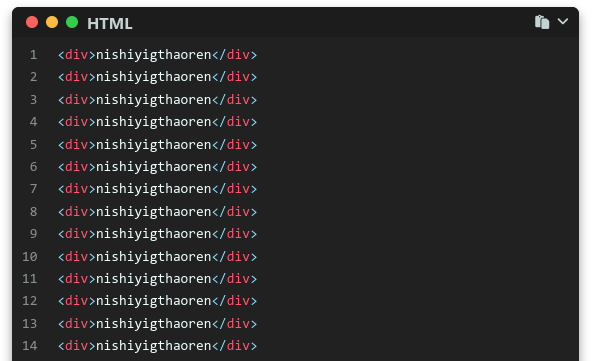 HTML
1 <div>nishiyigthaoren</div>
2 <div>nishiyigthaoren</div>
3 <div>nishiyigthaoren</div>
4 <div>nishiyigthaoren</div>
5 <div>nishiyigthaoren</div>
6 <div>nishiyigthaoren</div>
7 <div>nishiyigthaoren</div>
8 <div>nishiyigthaoren</div>
9 <div>nishiyigthaoren</div>
10 <div>nishiyigthaoren</div>
11 <div>nishiyigthaoren</div>
12 <div>nishiyigthaoren</div>
13 <div>nishiyigthaoren</div>
14 <div>nishiyigthaoren</div>